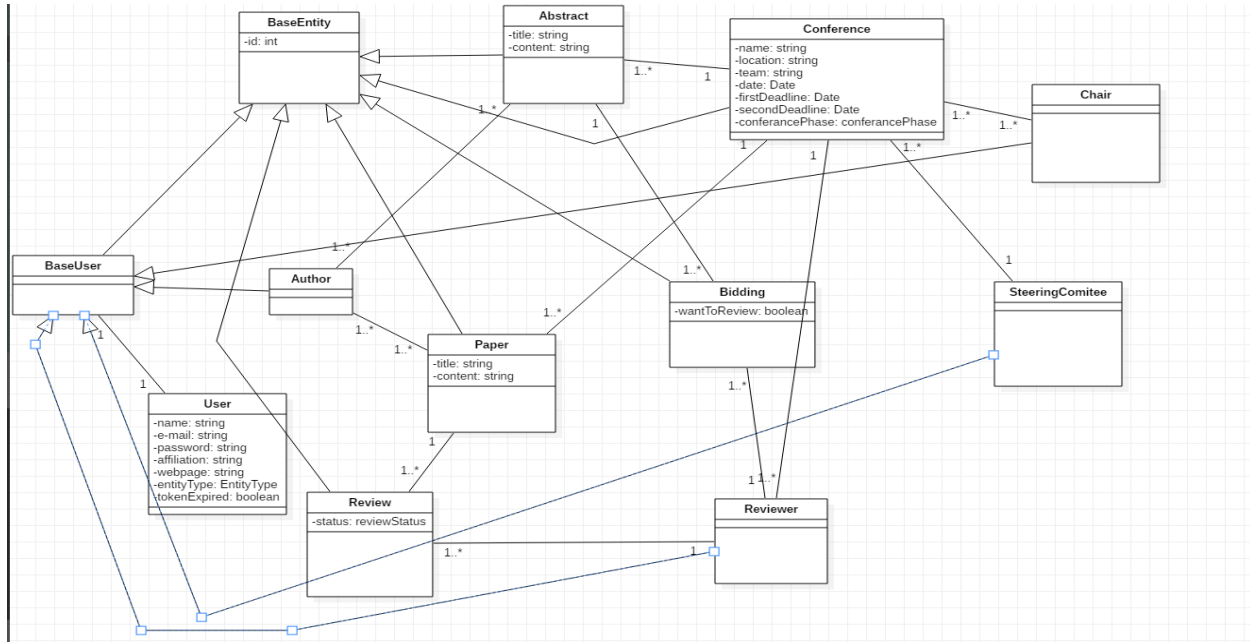 BaseEntity
-id: int
Abstract
-title: string
-content: string
Conference
-name: string
-location: string
-team: string
-date: Date
-firstDeadline: Date
-secondDeadline: Date
-conferancePhase: conferancePhase
Chair
1..*
1
1..*
1..*
1..*
1
1
1
1..*
1..*
BaseUser
Author
1..*
1
Bidding
-wantToReview: boolean
SteeringComitee
1..*
1..*
1..*
Paper
-title: string
-content: string
1
1
1..*
User
-name: string
-e-mail: string
-password: string
-affiliation: string
-webpage: string
-entityType: EntityType
-tokenExpired: boolean
1
1..*
1
1..*
Review
-status: reviewStatus
Reviewer
1..*
1